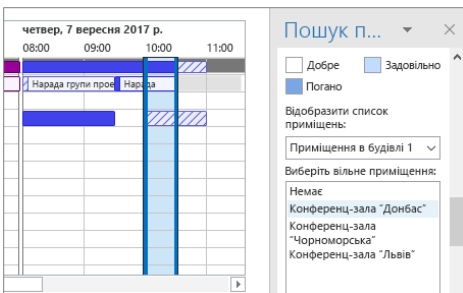 четвер, 7 вересня 2017 р.
08:00 09:00 10:00 11:00
Нарада групи прое Нарада
Пошук п...
Добре Задовільно
Погано
Відобразити список
приміщень:
Приміщення в будівлі 1
Виберіть вільне приміщення:
Немає
Конференц-зала "Донбас"
Конференц-зала
"Чорноморська"
Конференц-зала "Львів"